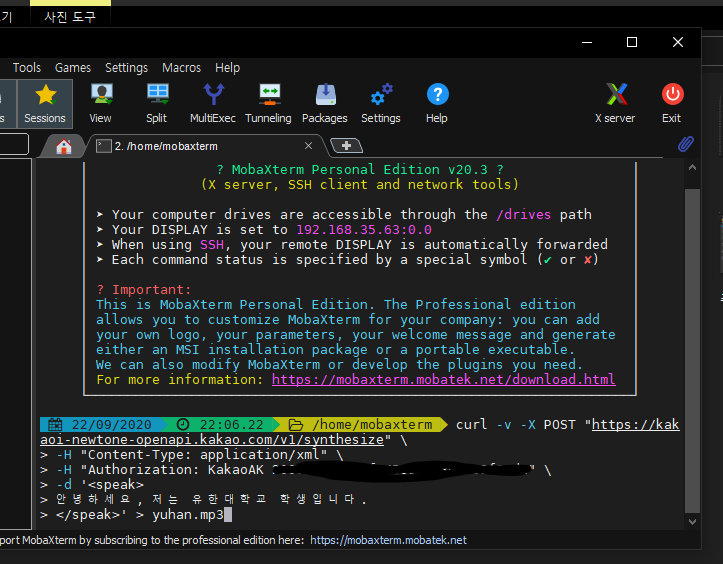 사진 도구
Tools Games Settings Macros Help
Sessions View Split MultiExec Tunneling Packages Settings Help X server Exit
2. /home/mobaxterm
? MobaXterm Personal Edition v20.3 ?
(X server, SSH client and network tools)
➤ Your computer drives are accessible through the /drives path
➤ Your DISPLAY is set to 192.168.35.63:0.0
➤ When using SSH, your remote DISPLAY is automatically forwarded
➤ Each command status is specified by a special symbol (✔ or ✘)
? Important:
This is MobaXterm Personal Edition. The Professional edition
allows you to customize MobaXterm for your company: you can add
your own logo, your parameters, your welcome message and generate
either an MSI installation package or a portable executable.
We can also modify MobaXterm or develop the plugins you need.
For more information: https://mobaxterm.mobatek.net/download.html
22/09/2020 22:06.22 /home/mobaxterm curl -v -X POST "https://kak
aoi-newtone-openapi.kakao.com/v1/synthesize" \
> -H "Content-Type: application/xml" \
> -H "Authorization: KakaoAK " \
> -d '<speak>
> 안녕하세요, 저는 유한대학교 학생입니다.
> </speak>' > yuhan.mp3
port MobaXterm by subscribing to the professional edition here: https://mobaxterm.mobatek.net